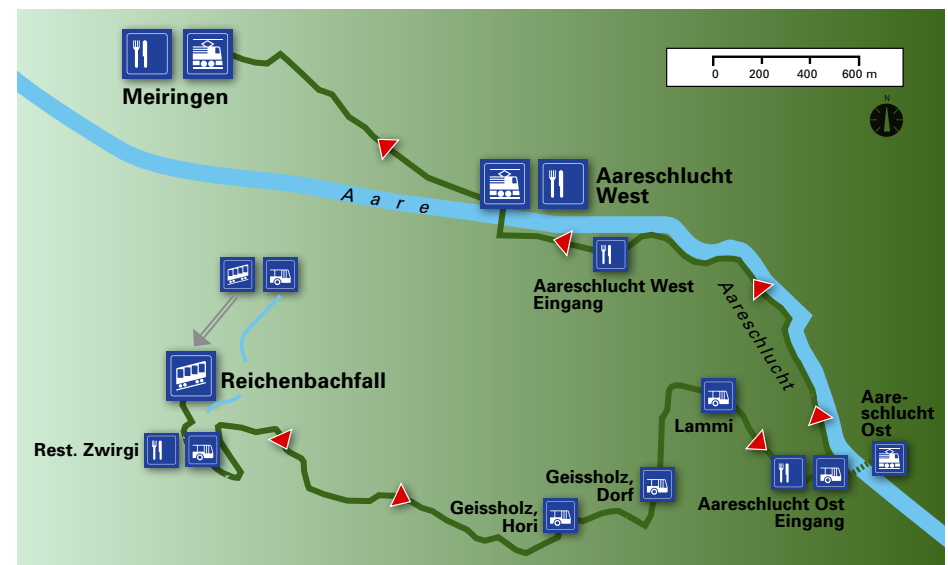 Meiringen
0 200 400 600 m
N
Aareschlucht
West
Aare
Aareschlucht West
Eingang
Aareschlucht
Reichenbachfall
Aare-
schlucht
Ost
Lammi
Rest. Zwirgi
Geissholz,
Dorf
Geissholz,
Hori
Aareschlucht Ost
Eingang